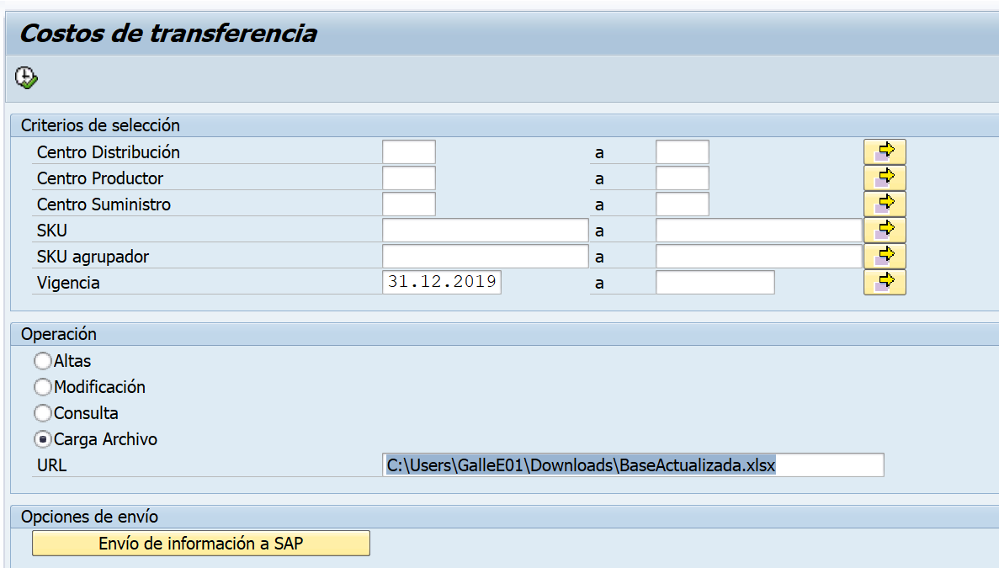 Costos de transferencia
Criterios de selección
Centro Distribución a
Centro Productor a
Centro Suministro a
SKU a
SKU agrupador a
Vigencia 31.12.2019 a
Operación
Altas
Modificación
Consulta
Carga Archivo
URL C:\Users\GalleE01\Downloads\BaseActualizada.xlsx
Opciones de envío
Envío de información a SAP